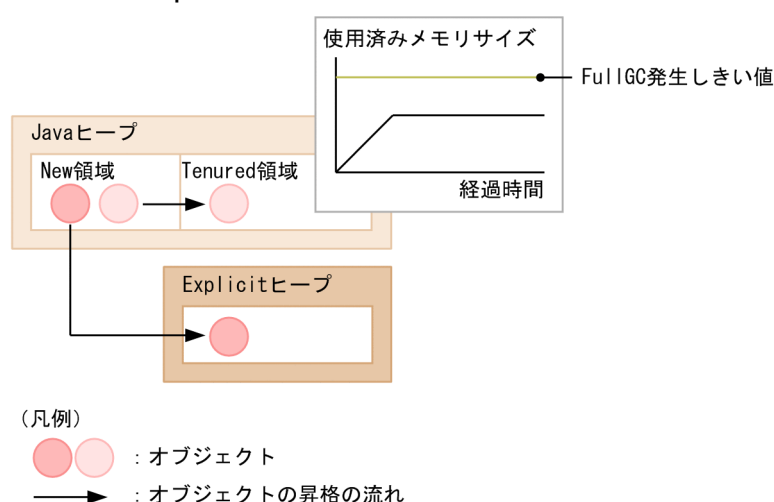 使用済みメモリサイズ
FullGC発生しきい値
経過時間
Javaヒープ
New領域
Tenured領域
Explicitヒープ
(凡例)
：オブジェクト
：オブジェクトの昇格の流れ